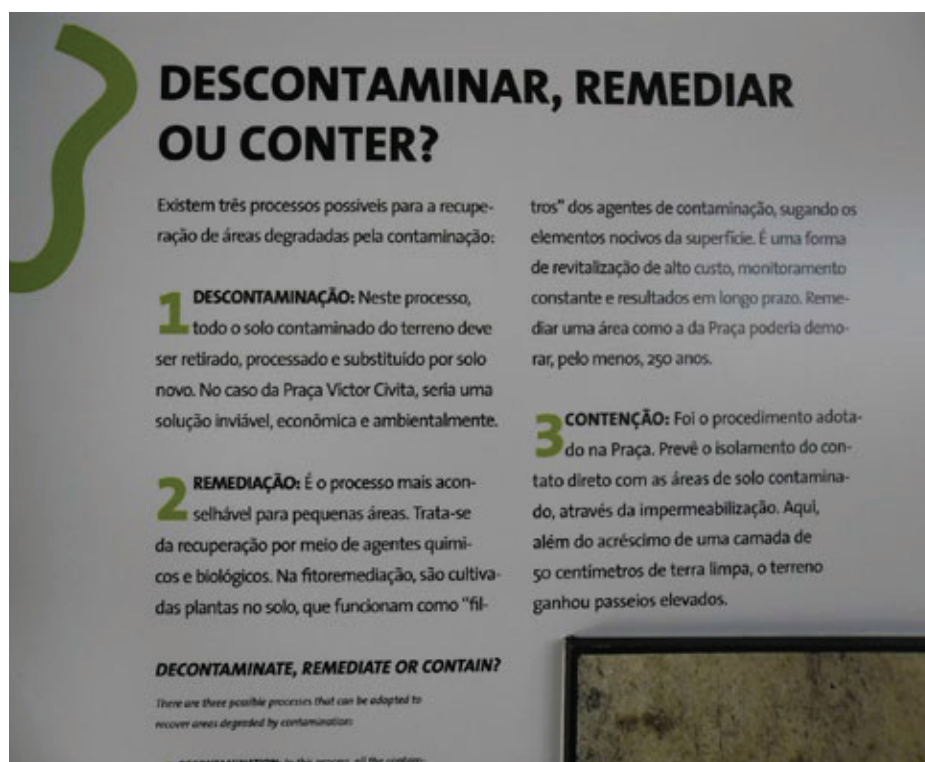 DESCONTAMINAR, REMEDIAR
OU CONTER?
Existem três processos possíveis para a recupe-
ração de áreas degradadas pela contaminação:
1 DESCONTAMINAÇÃO: Neste processo,
todo o solo contaminado do terreno deve
ser retirado, processado e substituído por solo
novo. No caso da Praça Victor Civita, seria uma
solução inviável, econômica e ambientalmente.
2 REMEDIAÇÃO: É o processo mais acon-
selhável para pequenas áreas. Trata-se
da recuperação por meio de agentes quími-
cos e biológicos. Na fitoremediação, são cultiva-
das plantas no solo, que funcionam como "fil-
tros" dos agentes de contaminação, sugando os
elementos nocivos da superfície. É uma forma
de revitalização de alto custo, monitoramento
constante e resultados em longo prazo. Reme-
diar uma área como a da Praça poderia demo-
rar, pelo menos, 250 anos.
3 CONTENÇÃO: Foi o procedimento adota-
do na Praça. Prevê o isolamento do con-
tato direto com as áreas de solo contamina-
do, através da impermeabilização. Aqui,
além do acréscimo de uma camada de
50 centímetros de terra limpa, o terreno
ganhou passeios elevados.
DECONTAMINATE, REMEDIATE OR CONTAIN?
There are three possible processes that can be adopted to
recover areas degraded by contamination: